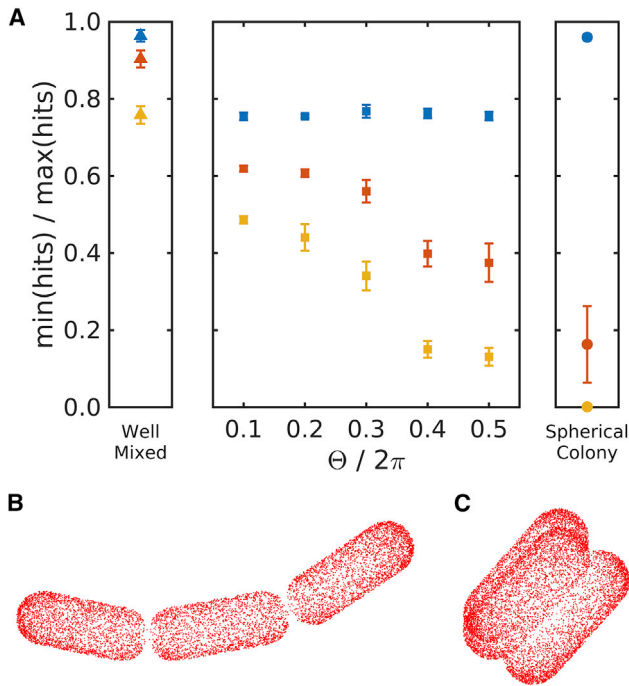 A
min(hits) / max(hits)
1.0
0.8
0.6
0.4
0.2
0.0
Well
Mixed
0.1 0.2 0.3 0.4 0.5
Θ / 2π
Spherical
Colony
B
C